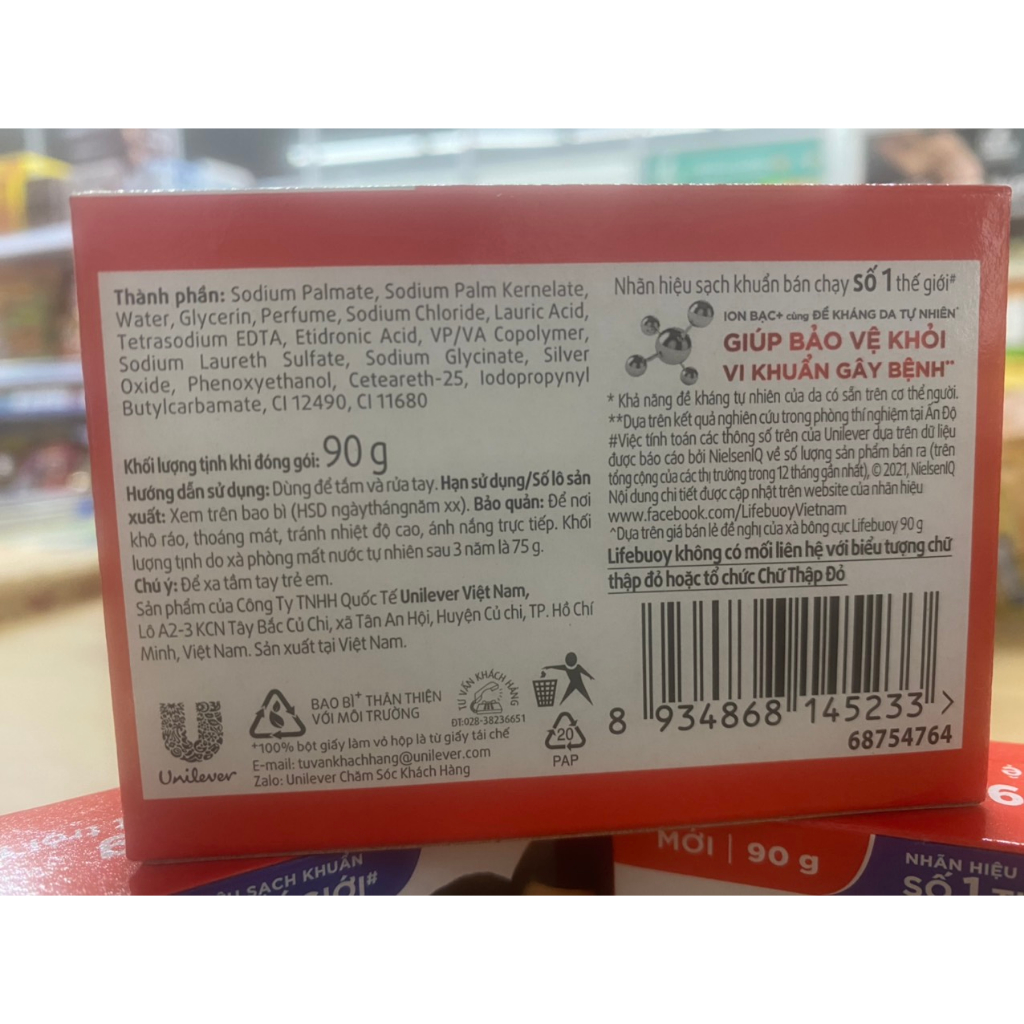 Thành phần: Sodium Palmate, Sodium Palm Kernelate,
Water, Glycerin, Perfume, Sodium Chloride, Lauric Acid,
Tetrasodium EDTA, Etidronic Acid, VP/VA Copolymer,
Sodium Laureth Sulfate, Sodium Glycinate, Silver
Oxide, Phenoxyethanol, Ceteareth-25, Iodopropynyl
Butylcarbamate, CI 12490, CI 11680
Khối lượng tịnh khi đóng gói: 90 g
Hướng dẫn sử dụng: Dùng để tắm và rửa tay. Hạn sử dụng/Số lô sản
xuất: Xem trên bao bì (HSD ngàythángnăm xx). Bảo quản: Để nơi
khô ráo, thoáng mát, tránh nhiệt độ cao, ánh nắng trực tiếp. Khối
lượng tịnh do xà phòng mất nước tự nhiên sau 3 năm là 75 g.
Chú ý: Để xa tầm tay trẻ em.
Sản phẩm của Công Ty TNHH Quốc Tế Unilever Việt Nam,
Lô A2-3 KCN Tây Bắc Củ Chi, xã Tân An Hội, Huyện Củ chi, TP. Hồ Chí
Minh, Việt Nam. Sản xuất tại Việt Nam.
Unilever
BAO BÌ+ THÂN THIỆN
VỚI MÔI TRƯỜNG
TƯ VẤN KHÁCH HÀNG
ĐT:028-38236651
+100% bột giấy làm vỏ hộp là từ giấy tái chế
E-mail: tuvankhachhang@unilever.com
Zalo: Unilever Chăm Sóc Khách Hàng
20
PAP
Nhãn hiệu sạch khuẩn bán chạy số 1 thế giới#
ION BẠC+ cùng ĐỀ KHÁNG DA TỰ NHIÊN*
GIÚP BẢO VỆ KHỎI
VI KHUẨN GÂY BỆNH**
* Khả năng đề kháng tự nhiên của da có sẵn trên cơ thể người.
**Dựa trên kết quả nghiên cứu trong phòng thí nghiệm tại Ấn Độ
#Việc tính toán các thông số trên của Unilever dựa trên dữ liệu
được báo cáo bởi NielsenIQ về số lượng sản phẩm bán ra (trên
tổng cộng của các thị trường trong 12 tháng gần nhất), © 2021, NielsenIQ
Nội dung chi tiết được cập nhật trên website của nhãn hiệu
www.facebook.com/LifebuoyVietnam
^Dựa trên giá bán lẻ đề nghị của xà bông cục Lifebuoy 90 g
Lifebuoy không có mối liên hệ với biểu tượng chữ
thập đỏ hoặc tổ chức Chữ Thập Đỏ
8 934868 145233 >
68754764
SẠCH KHUẨN
GIỚI#
MỚI | 90 g
NHÃN HIỆU
SỐ 1